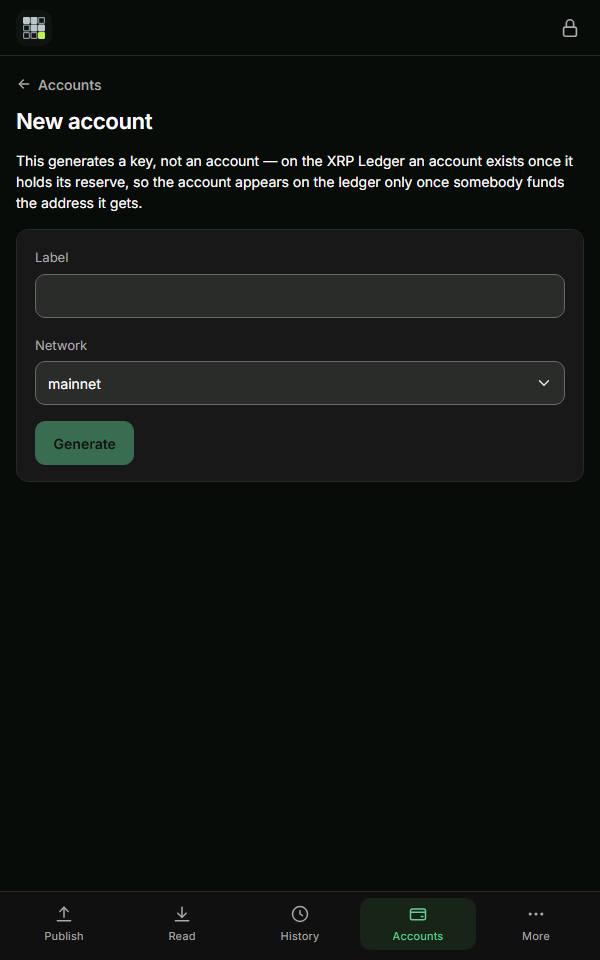 Accounts
New account
This generates a key, not an account — on the XRP Ledger an account exists once it
holds its reserve, so the account appears on the ledger only once somebody funds
the address it gets.
Label
Network
mainnet
Generate
Publish
Read
History
Accounts
More